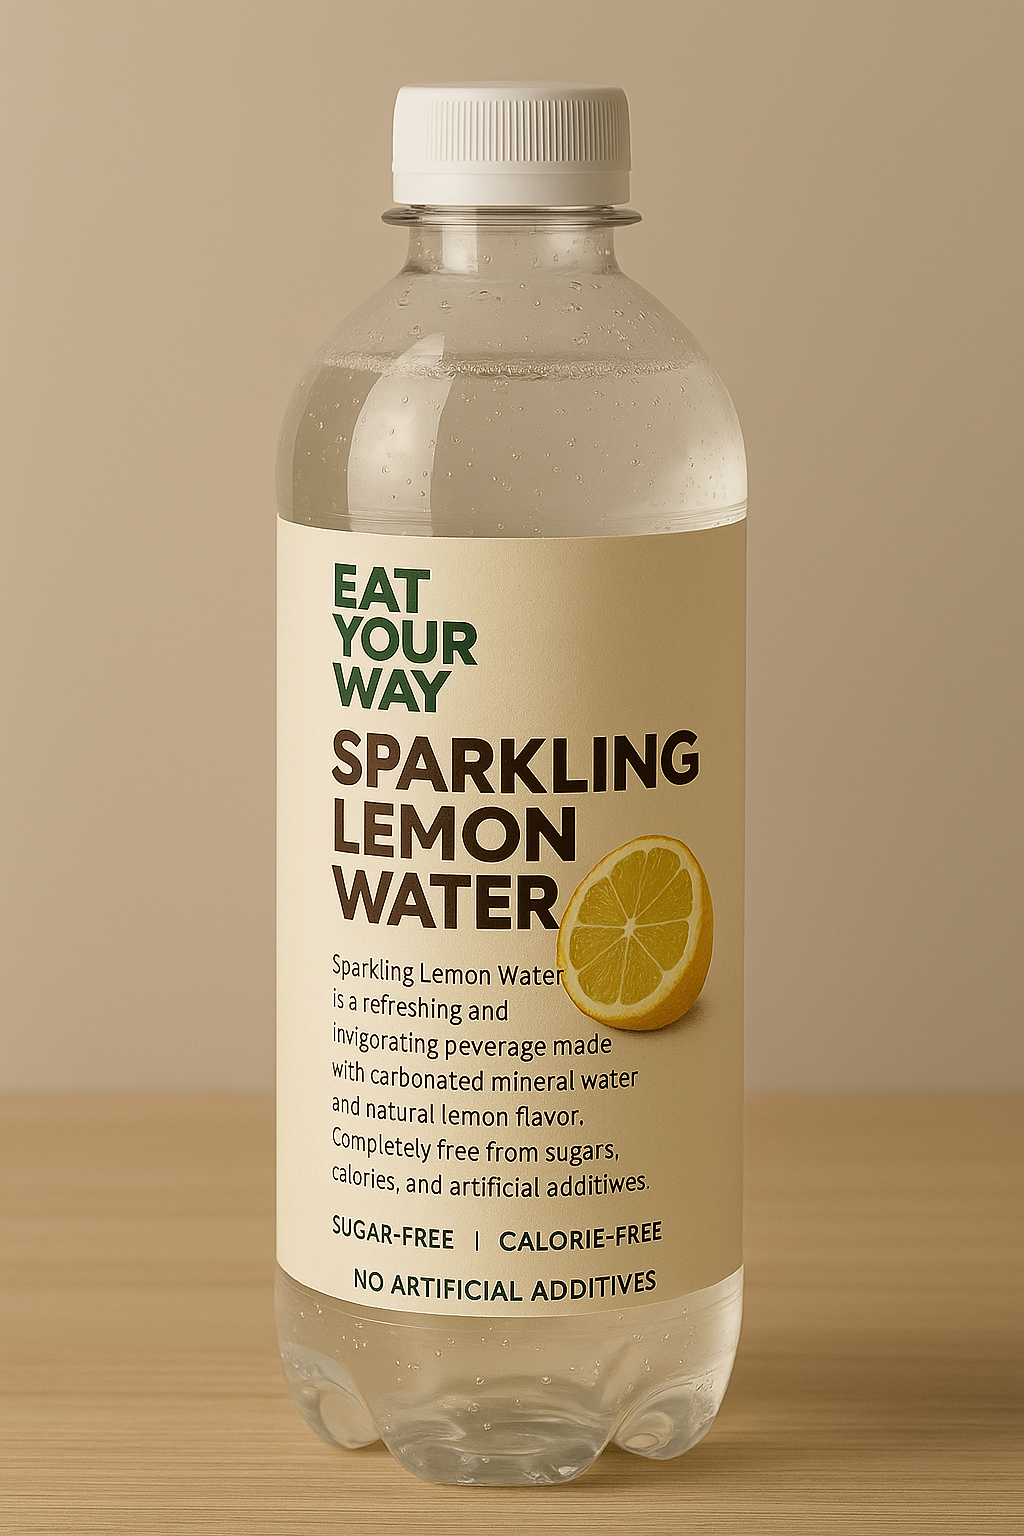 EAT
YOUR
WAY
SPARKLING
LEMON
WATER
Sparkling Lemon Water
is a refreshing and
invigorating peverage made
with carbonated mineral water
and natural lemon flavor.
Completely free from sugars,
calories, and artificial additiwes.
SUGAR-FREE | CALORIE-FREE
NO ARTIFICIAL ADDITIVES